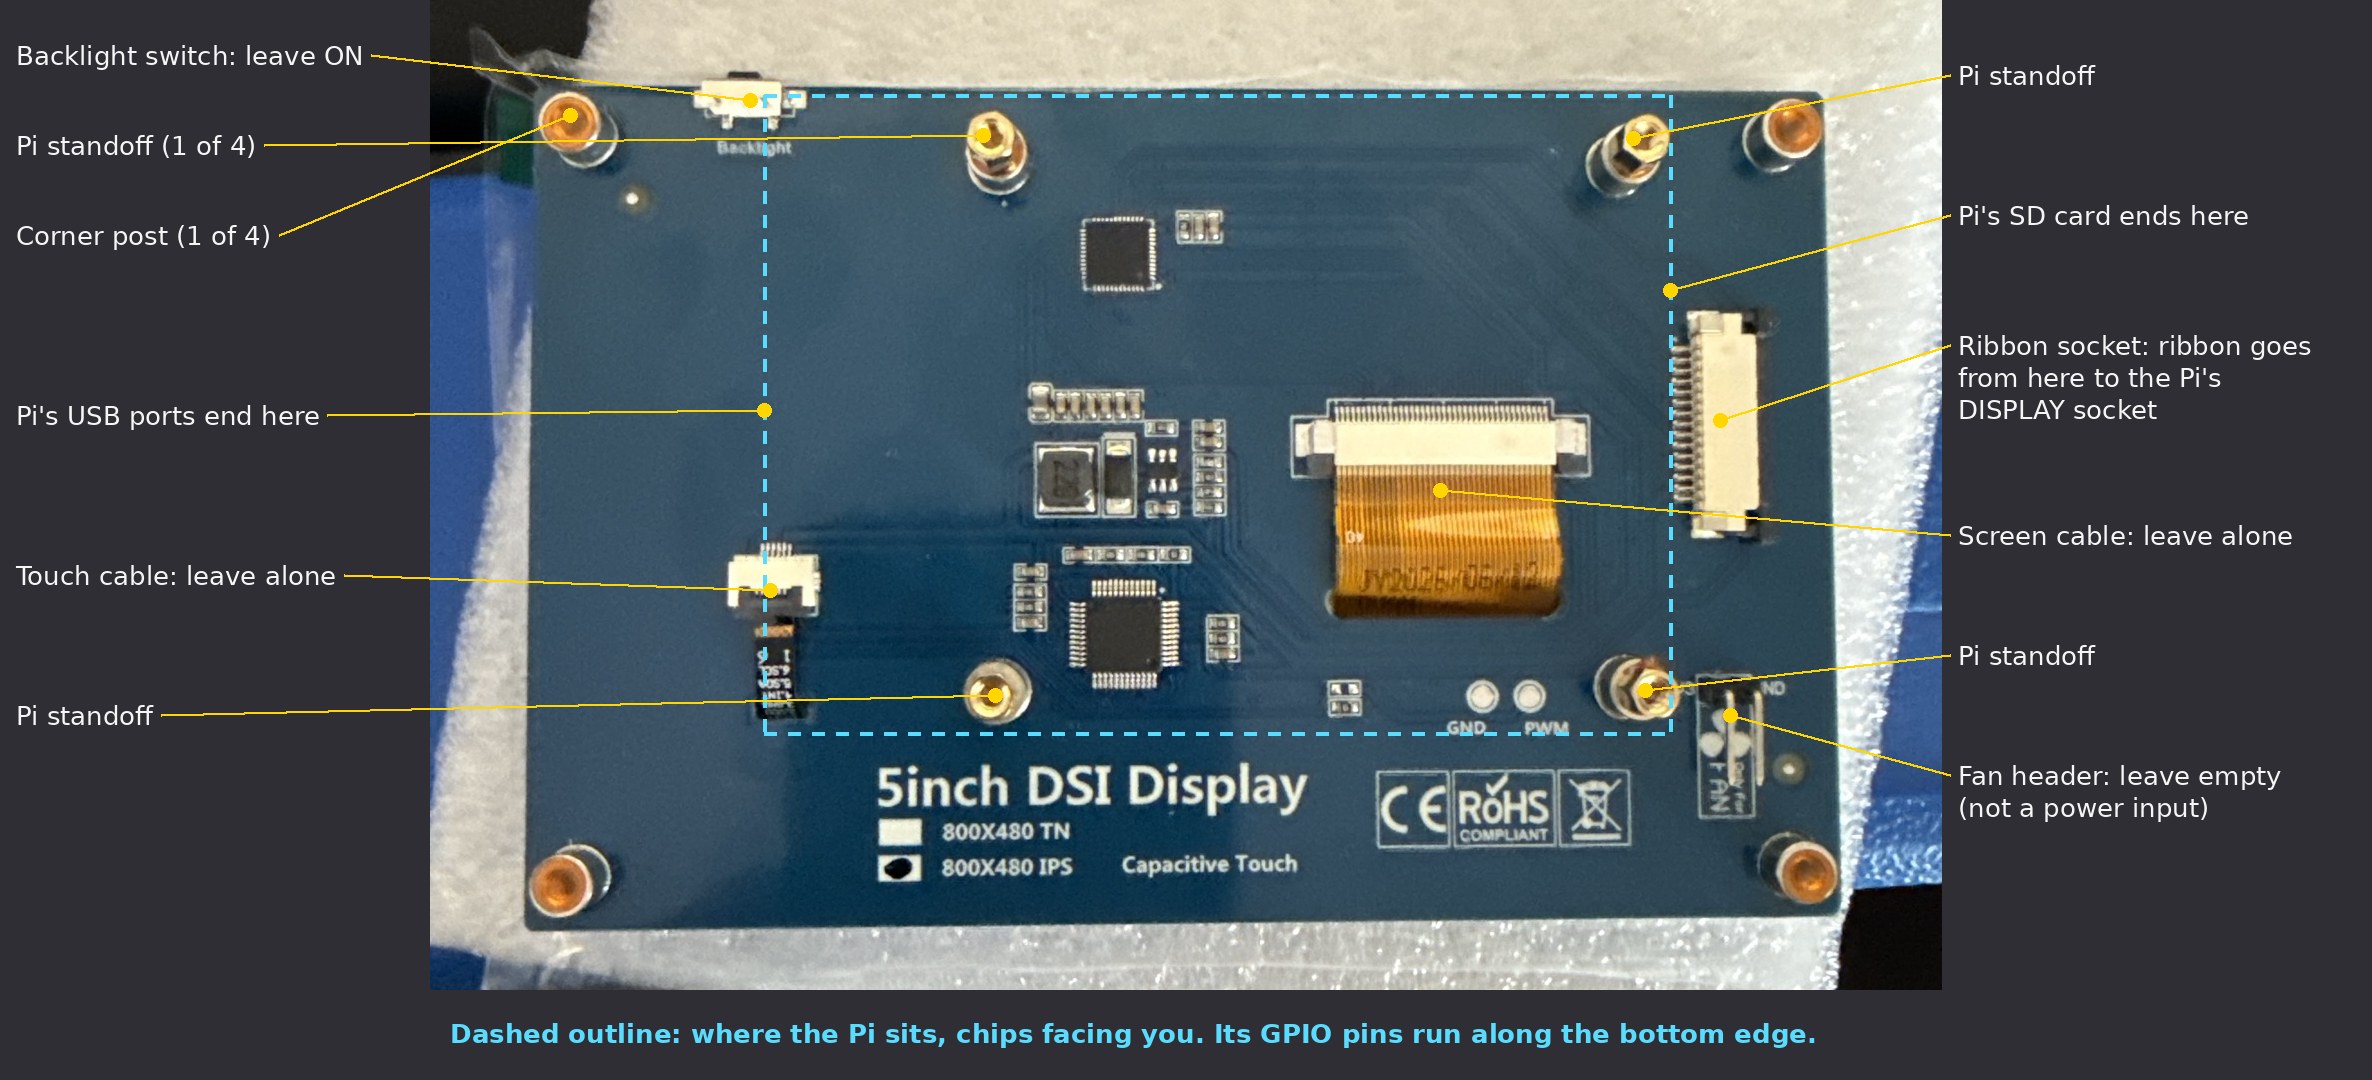 Backlight switch: leave ON
Pi standoff (1 of 4)
Corner post (1 of 4)
Pi's USB ports end here
Touch cable: leave alone
Pi standoff
Pi standoff
Pi's SD card ends here
Ribbon socket: ribbon goes
from here to the Pi's
DISPLAY socket
Screen cable: leave alone
Pi standoff
Fan header: leave empty
(not a power input)
Backlight
220
GND
PWM
ND
FAN
5inch DSI Display
800X480 TN
800X480 IPS
Capacitive Touch
CE
RoHS
COMPLIANT
Dashed outline: where the Pi sits, chips facing you. Its GPIO pins run along the bottom edge.